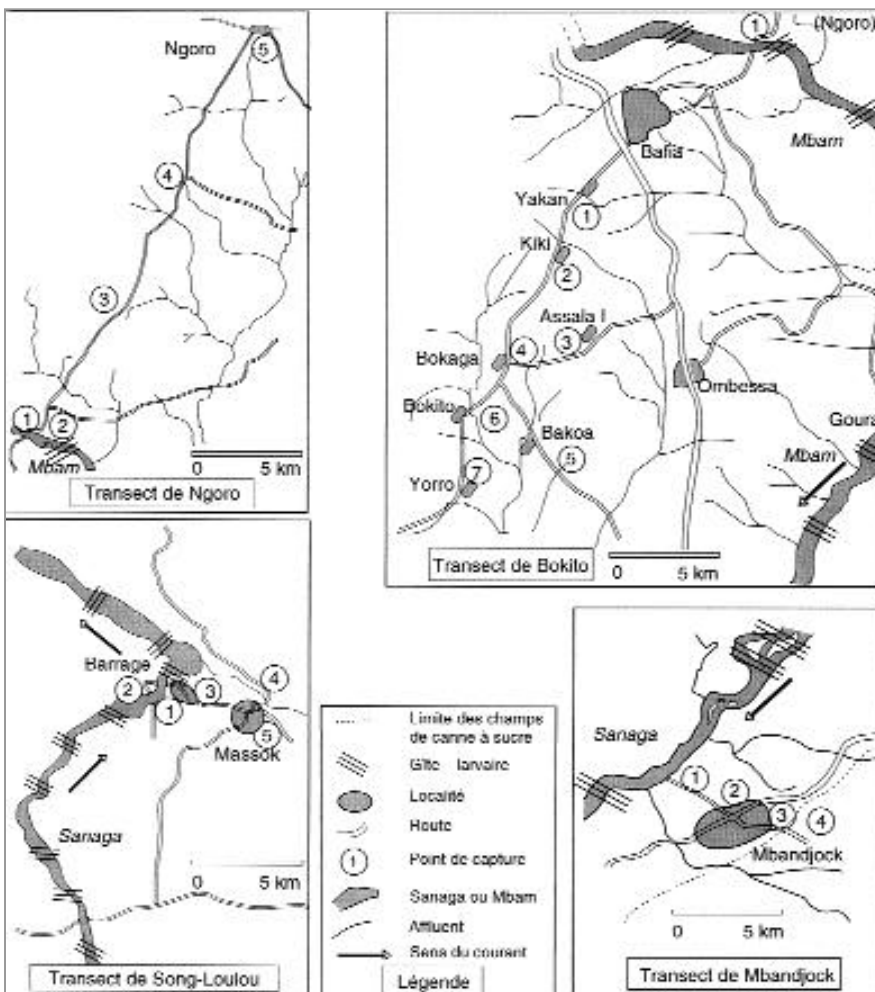 Ngoro
5
4
3
1
2
Mbam
5 km
Transect de Ngoro
1
(Ngoro)
Mbam
Bafia
Yakan
1
Kiki
2
Assala I
3
Bokaga
4
Ombessa
Bokito
6
Bakoa
Goura
Mbam
5
7
Yorro
0 5 km
Transect de Bokito
Barrage
2
1
3
4
5
Massok
Sanaga
0 5 km
Transect de Song-Loulou
Limite des champs
de canne à sucre
Gîte larvaire
Localité
Route
1 Point de capture
Sanaga ou Mbam
Affluent
Sens du courant
Légende
Sanaga
1
2
3
4
Mbandjock
0 5 km
Transect de Mbandjock